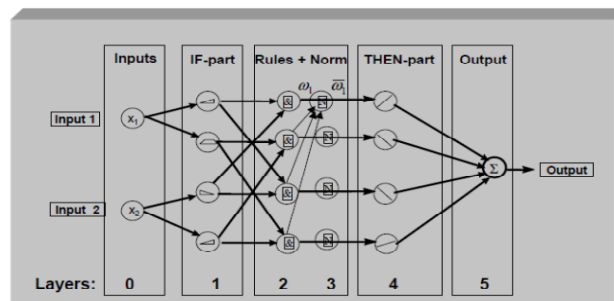 Inputs IF-part Rules + Norm THEN-part Output
ω1 ω̅1
Input 1 x1 & & & &
Input 2 x2
Σ Output
Layers: 0 1 2 3 4 5